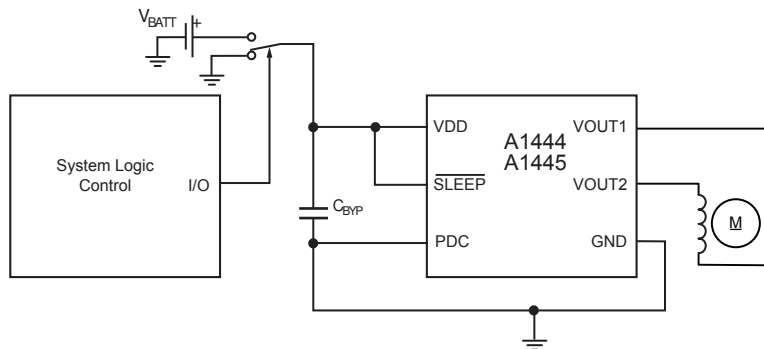 VBATT
+
System Logic
Control
I/O
CBYP
VDD
SLEEP
PDC
A1444
A1445
VOUT1
VOUT2
GND
M